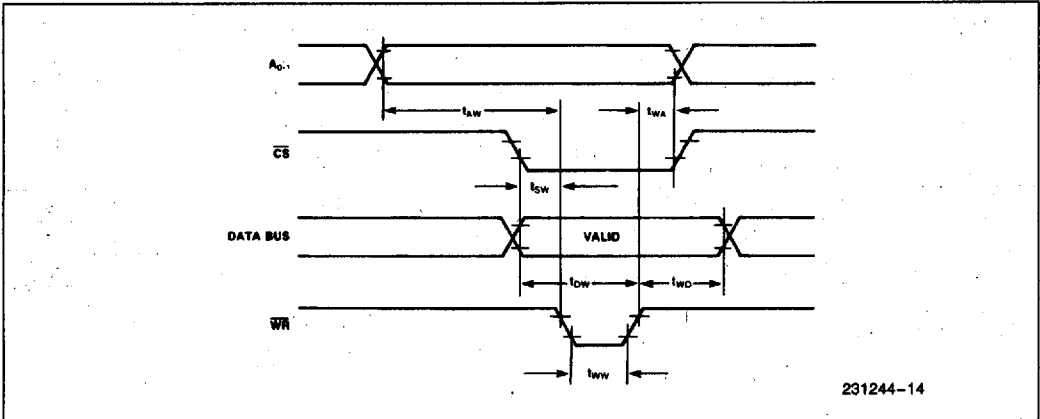 A₀₋₁
tAW
tWA
CS
tSW
DATA BUS
VALID
tDW
tWD
WR
tWW
231244-14